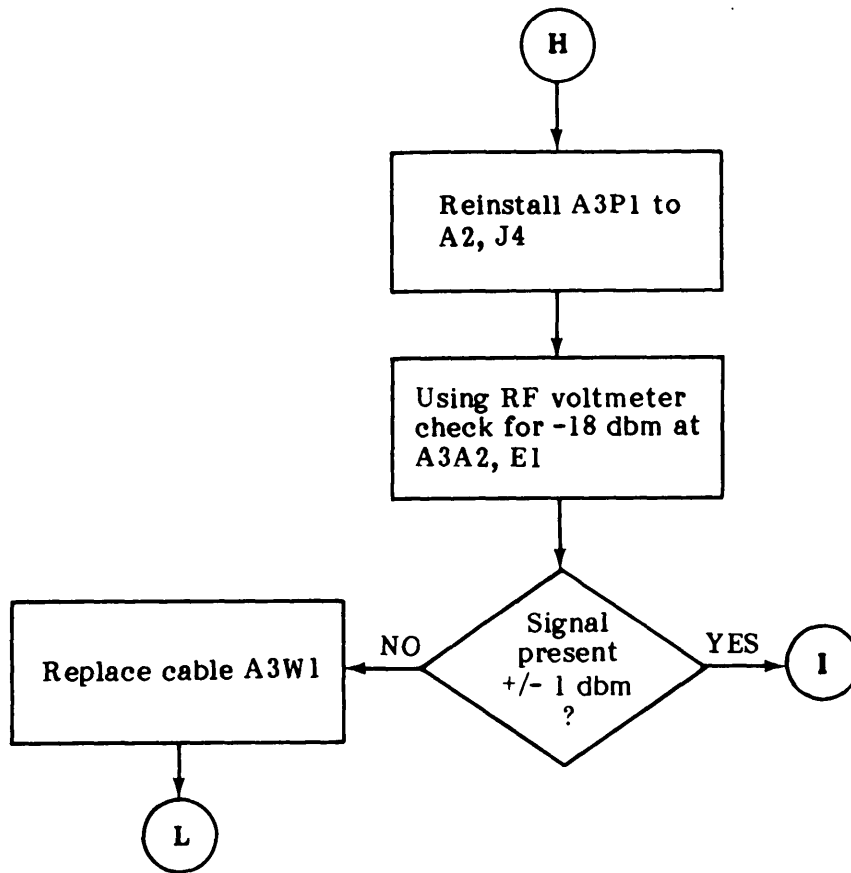 H
Reinstall A3P1 to
A2, J4
Using RF voltmeter
check for -18 dbm at
A3A2, E1
Signal
present
+/- 1 dbm
?
NO
YES
Replace cable A3W1
I
L